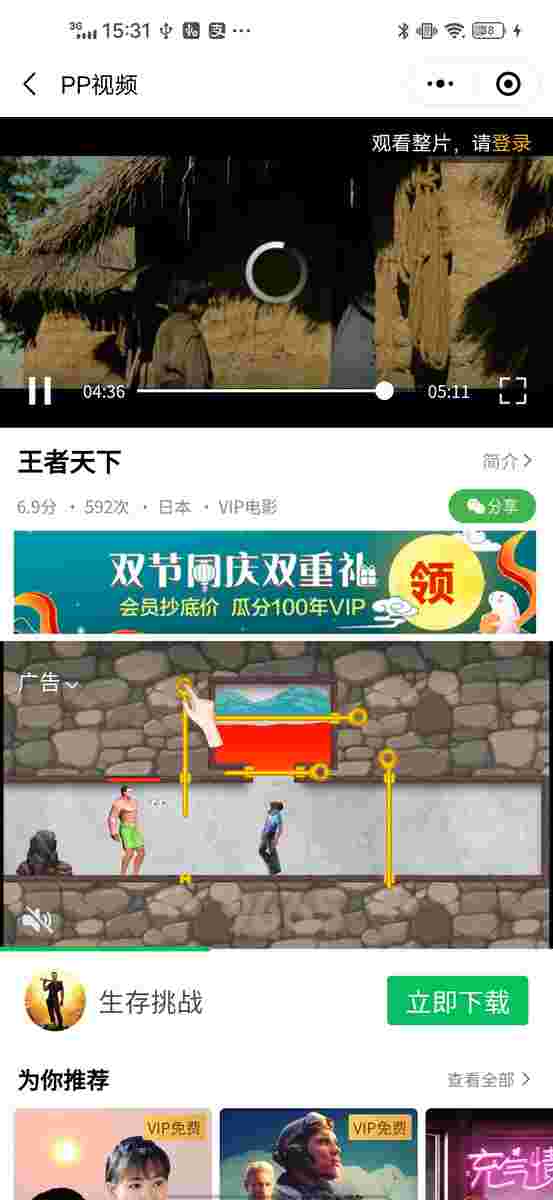 3G 15:31 支 ... 98
PP视频
观看整片，请登录
04:36 05:11
王者天下 简介
6.9分 · 592次 · 日本 · VIP电影 分享
双节同庆双重礼
会员抄底价 瓜分100年VIP
领
广告
生存挑战 立即下载
为你推荐 查看全部
VIP免费 VIP免费